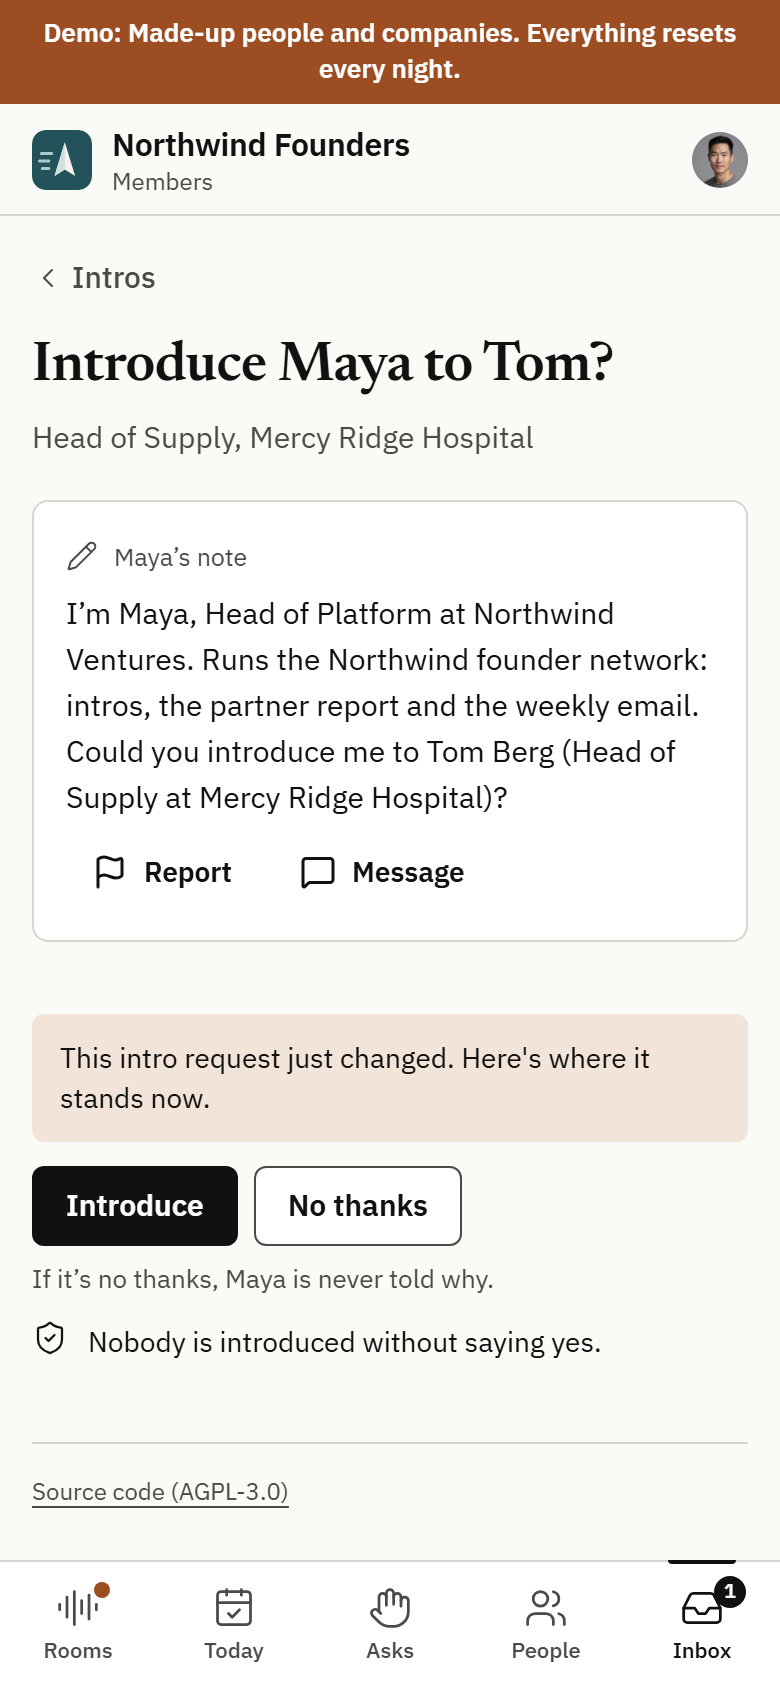 Demo: Made-up people and companies. Everything resets
every night.
Northwind Founders
Members
Intros
Introduce Maya to Tom?
Head of Supply, Mercy Ridge Hospital
Maya’s note
I’m Maya, Head of Platform at Northwind
Ventures. Runs the Northwind founder network:
intros, the partner report and the weekly email.
Could you introduce me to Tom Berg (Head of
Supply at Mercy Ridge Hospital)?
Report Message
This intro request just changed. Here's where it
stands now.
Introduce No thanks
If it’s no thanks, Maya is never told why.
Nobody is introduced without saying yes.
Source code (AGPL-3.0)
1
Rooms Today Asks People Inbox